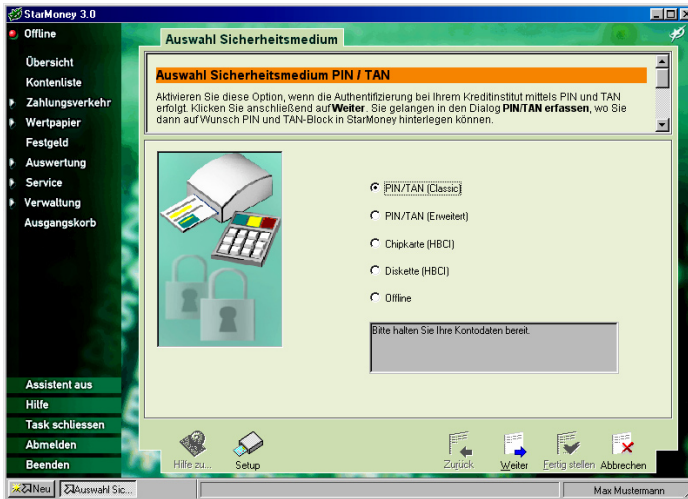 StarMoney 3.0
Offline
Übersicht
Kontenliste
Zahlungsverkehr
Wertpapier
Festgeld
Auswertung
Service
Verwaltung
Ausgangskorb
Assistent aus
Hilfe
Task schliessen
Abmelden
Beenden
Auswahl Sicherheitsmedium
Auswahl Sicherheitsmedium PIN / TAN
Aktivieren Sie diese Option, wenn die Authentifizierung bei Ihrem Kreditinstitut mittels PIN und TAN
erfolgt. Klicken Sie anschließend auf Weiter. Sie gelangen in den Dialog PIN/TAN erfassen, wo Sie
dann auf Wunsch PIN und TAN-Block in StarMoney hinterlegen können.
PIN/TAN (Classic)
PIN/TAN (Erweitert)
Chipkarte (HBCI)
Diskette (HBCI)
Offline
Bitte halten Sie Ihre Kontodaten bereit.
Hilfe zu...
Setup
Zurück
Weiter
Fertig stellen
Abbrechen
Neu
Auswahl Sic...
Max Mustermann